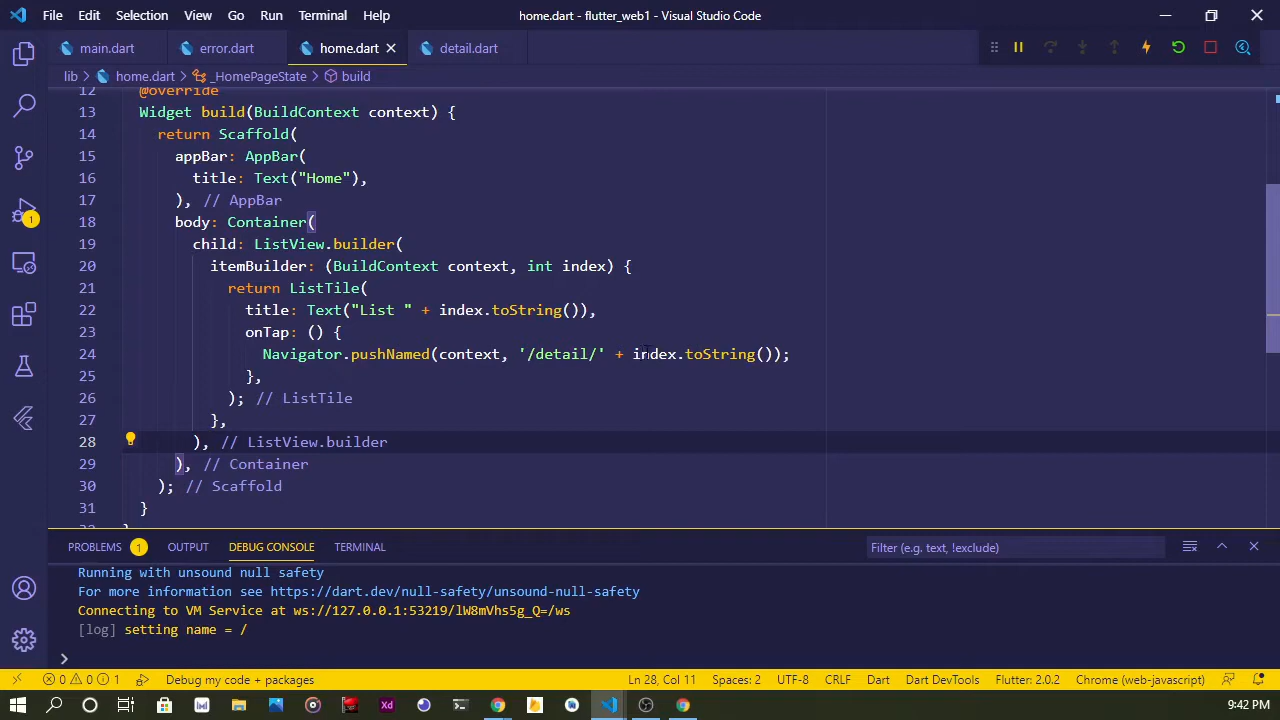 File Edit Selection View Go Run Terminal Help home.dart - flutter_web1 - Visual Studio Code
main.dart error.dart home.dart detail.dart
lib > home.dart > _HomePageState > build
12 @override
13 Widget build(BuildContext context) {
14 return Scaffold(
15 appBar: AppBar(
16 title: Text("Home"),
17 ), // AppBar
18 body: Container(
19 child: ListView.builder(
20 itemBuilder: (BuildContext context, int index) {
21 return ListTile(
22 title: Text("List " + index.toString()),
23 onTap: () {
24 Navigator.pushNamed(context, '/detail/' + index.toString());
25 },
26 ); // ListTile
27 },
28 ), // ListView.builder
29 ), // Container
30 ); // Scaffold
31 }
32 }
1
PROBLEMS 1 OUTPUT DEBUG CONSOLE TERMINAL Filter (e.g. text, !exclude)
Running with unsound null safety
For more information see https://dart.dev/null-safety/unsound-null-safety
Connecting to VM Service at ws://127.0.0.1:53219/lW8mVhs5g_Q=/ws
[log] setting name = /
>
0 0 1 Debug my code + packages Ln 28, Col 11 Spaces: 2 UTF-8 CRLF Dart Dart DevTools Flutter: 2.0.2 Chrome (web-javascript)
Xd 9:42 PM